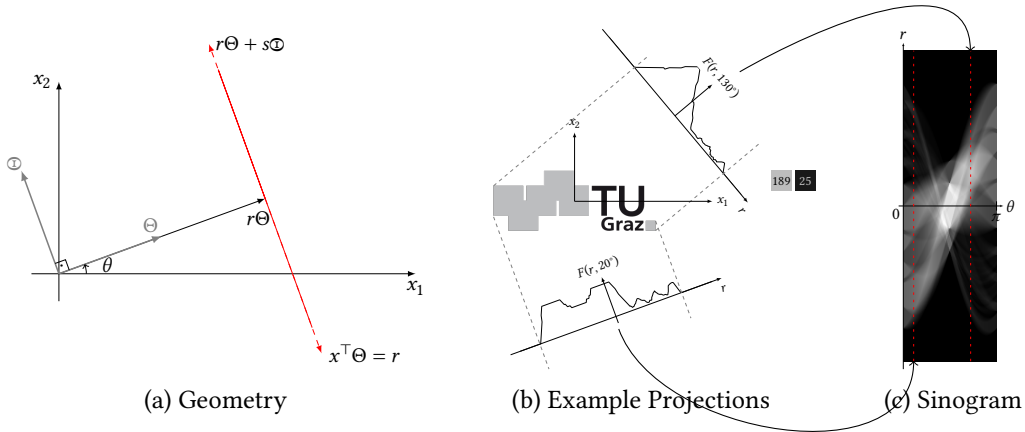 x₂
rΘ + sΘ
Θ
Θ
rΘ
θ
x₁
x⊤Θ = r
(a) Geometry
F(r, 130°)
x₂
x₁
r
TU
Graz
189 25
F(r, 20°)
r
(b) Example Projections
r
0
π
θ
(c) Sinogram